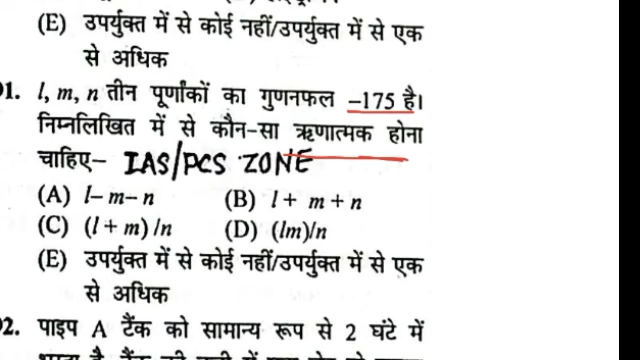 (E) उपर्युक्त में से कोई नहीं/उपर्युक्त में से एक
से अधिक
1. l, m, n तीन पूर्णांकों का गुणनफल –175 है।
निम्नलिखित में से कौन-सा ऋणात्मक होना
चाहिए– IAS/PCS ZONE
(A) l– m– n (B) l + m + n
(C) (l + m) /n (D) (lm)/n
(E) उपर्युक्त में से कोई नहीं/उपर्युक्त में से एक
से अधिक
2. पाइप A टैंक को सामान्य रूप से 2 घंटे में